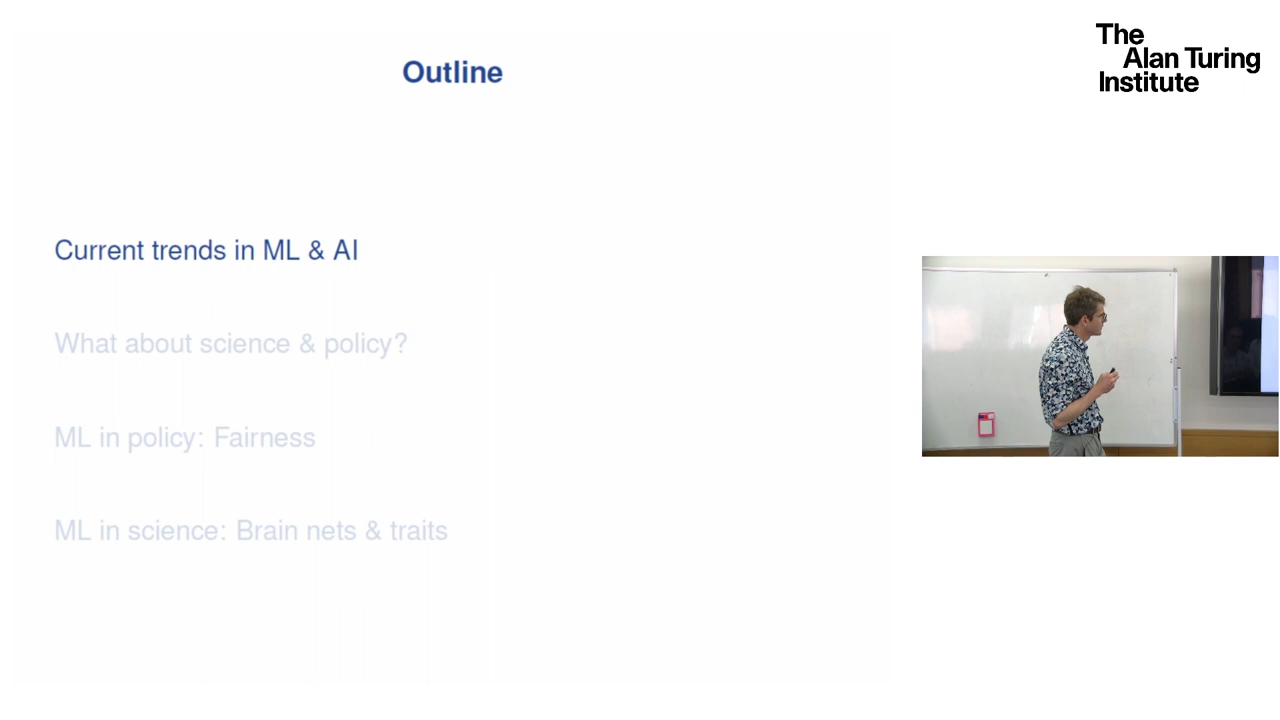 Outline
Current trends in ML & AI
What about science & policy?
ML in policy: Fairness
ML in science: Brain nets & traits
The
Alan Turing
Institute